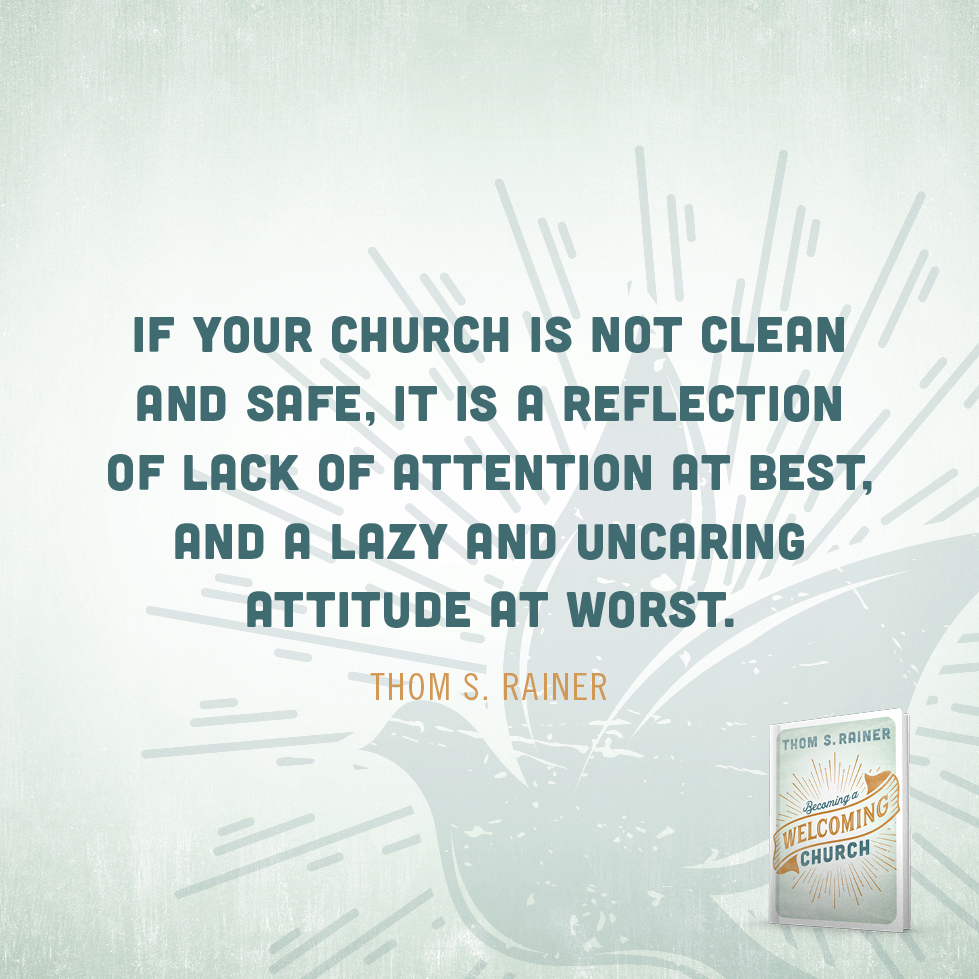 IF YOUR CHURCH IS NOT CLEAN
AND SAFE, IT IS A REFLECTION
OF LACK OF ATTENTION AT BEST,
AND A LAZY AND UNCARING
ATTITUDE AT WORST.
THOM S. RAINER
THOM S. RAINER
Becoming a
WELCOMING
CHURCH